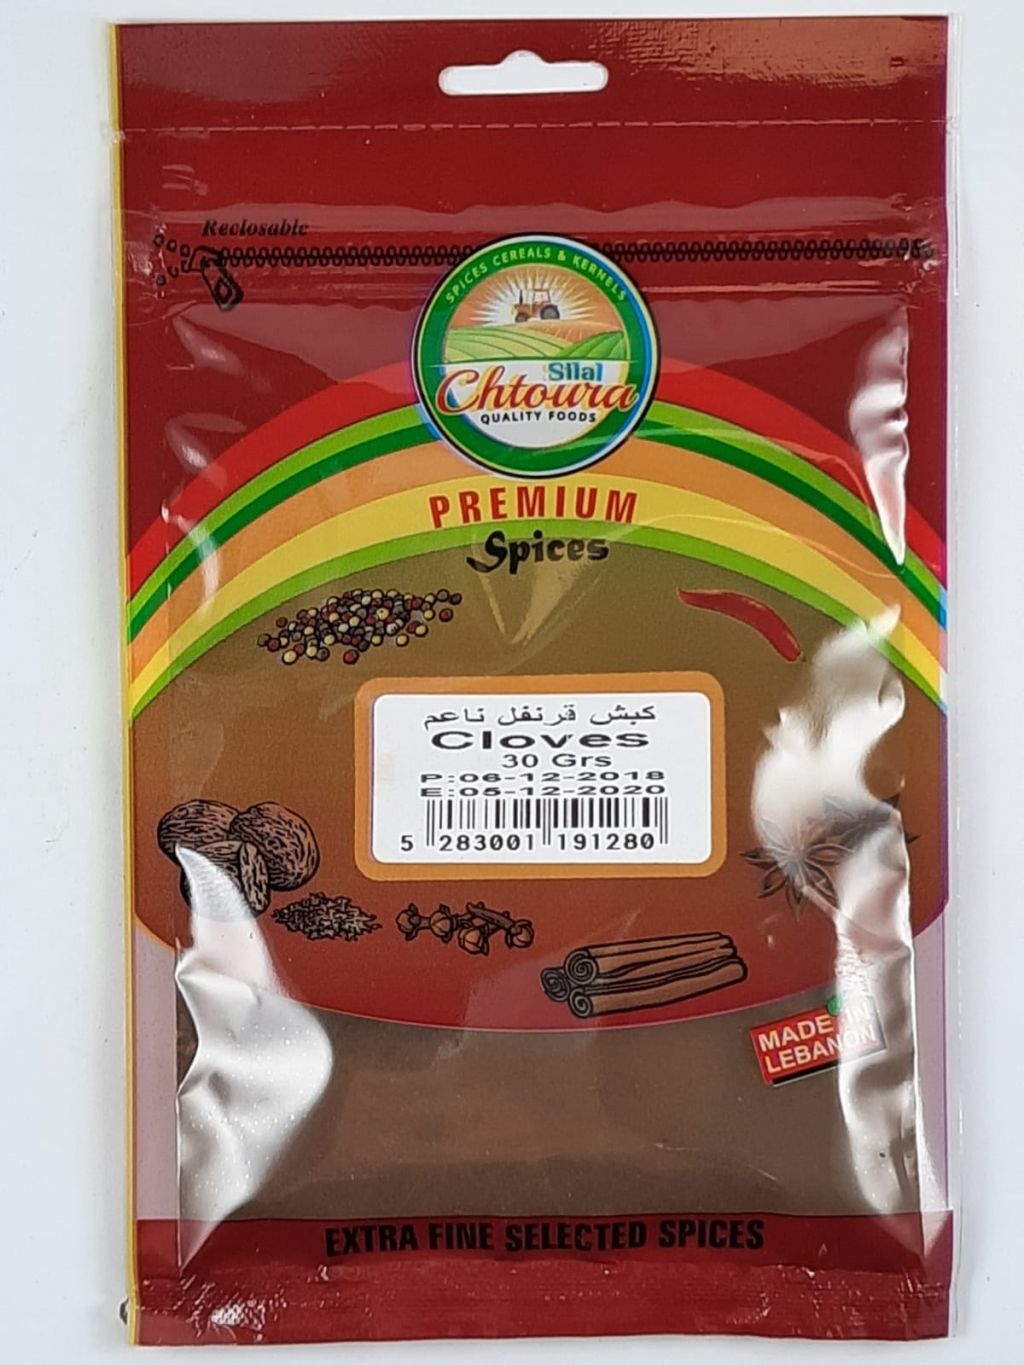 Reclosable
SPICES CEREALS & KERNELS
Silal
Chtoura
QUALITY FOODS
PREMIUM
Spices
كبش قرنفل ناعم
Cloves
30 Grs
P:06-12-2018
E:05-12-2020
5 283001 191280
MADE IN
LEBANON
EXTRA FINE SELECTED SPICES